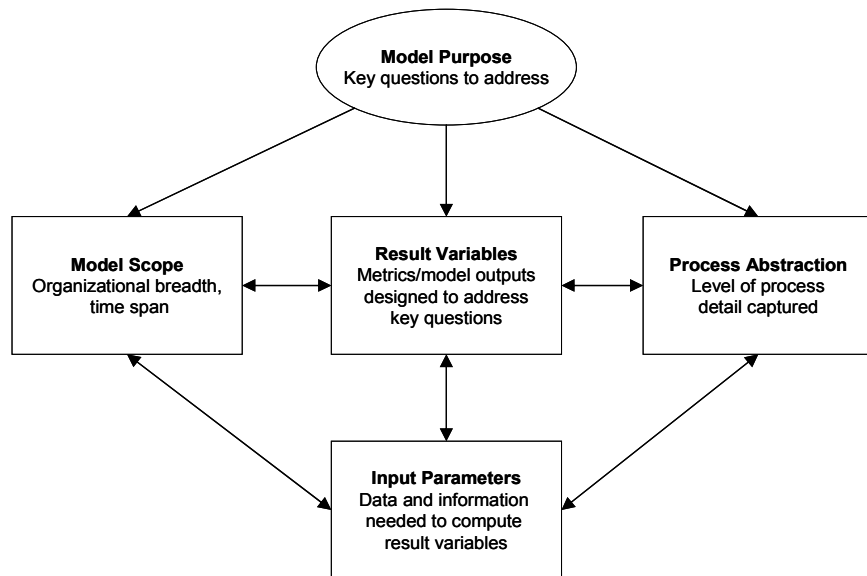 Model Purpose
Key questions to address
Model Scope
Organizational breadth,
time span
Result Variables
Metrics/model outputs
designed to address
key questions
Process Abstraction
Level of process
detail captured
Input Parameters
Data and information
needed to compute
result variables